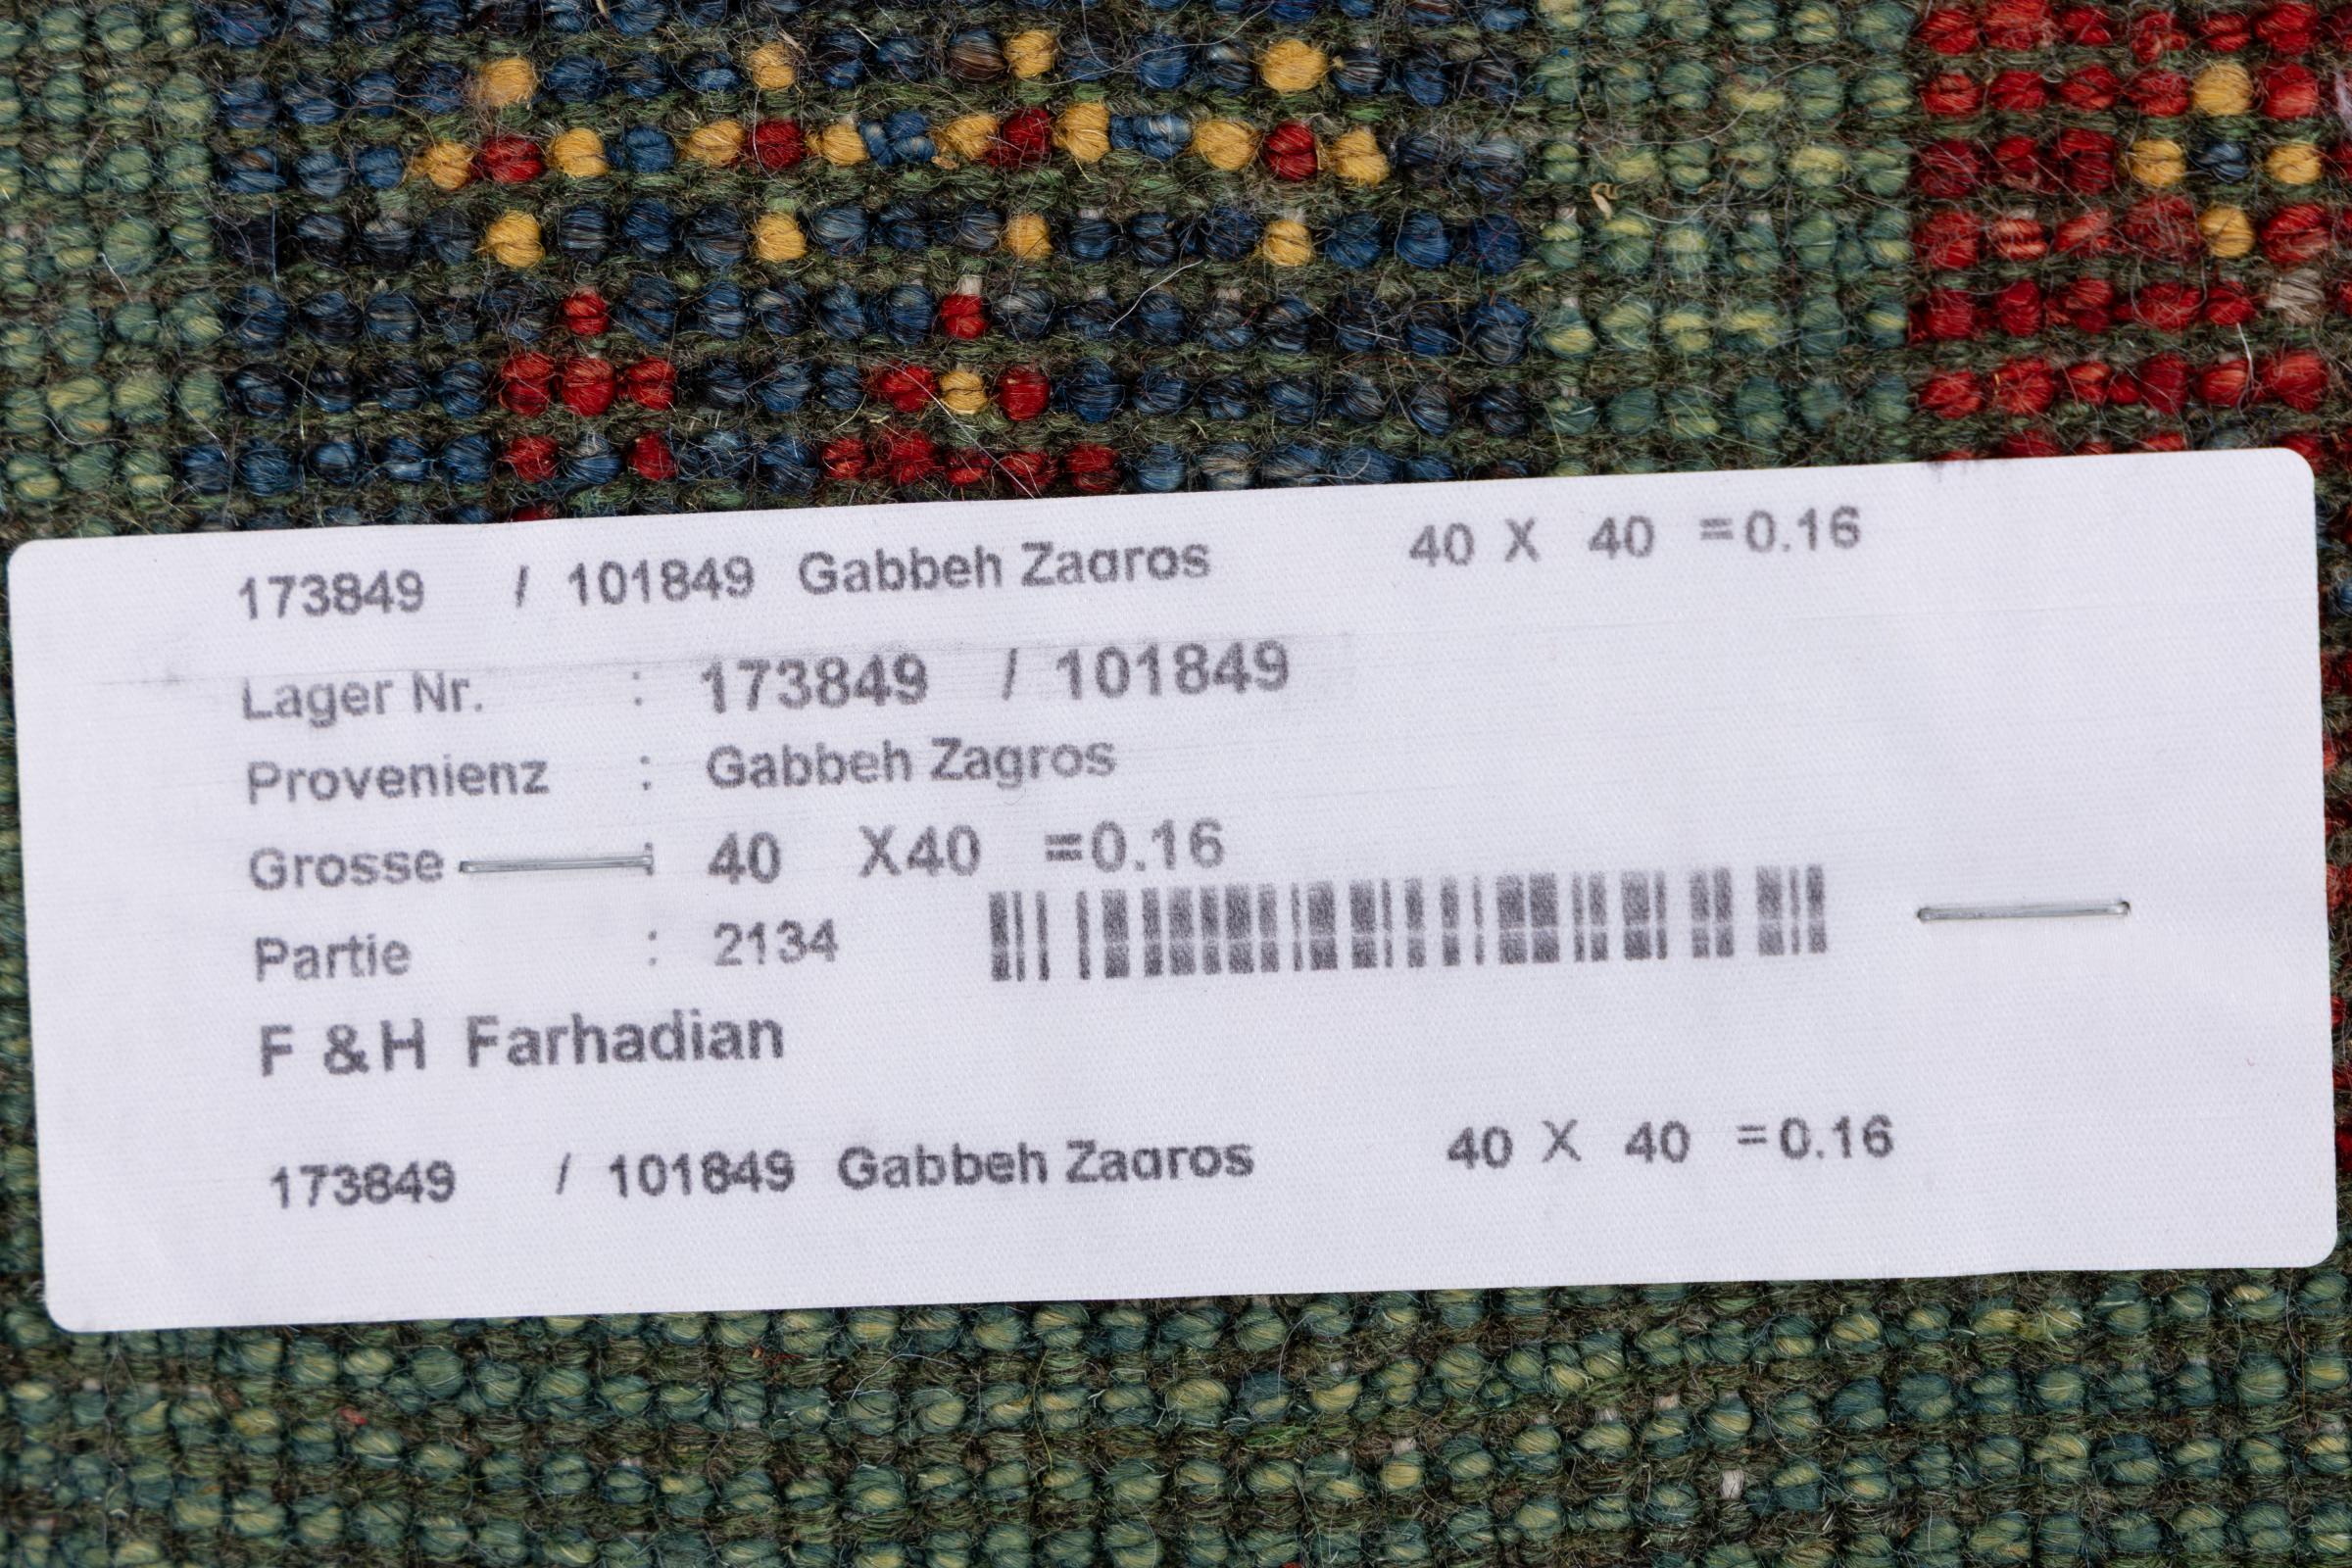 173849 / 101849 Gabbeh Zagros 40 X 40 =0.16
Lager Nr. : 173849 / 101849
Provenienz : Gabbeh Zagros
Grosse : 40 X40 =0.16
Partie : 2134
F &H Farhadian
173849 / 101849 Gabbeh Zagros 40 X 40 =0.16